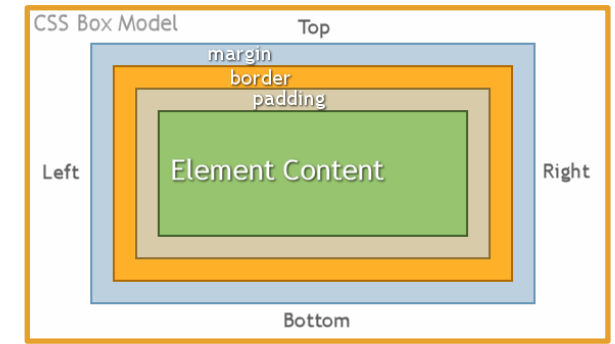 CSS Box Model
Top
margin
border
padding
Left
Element Content
Right
Bottom